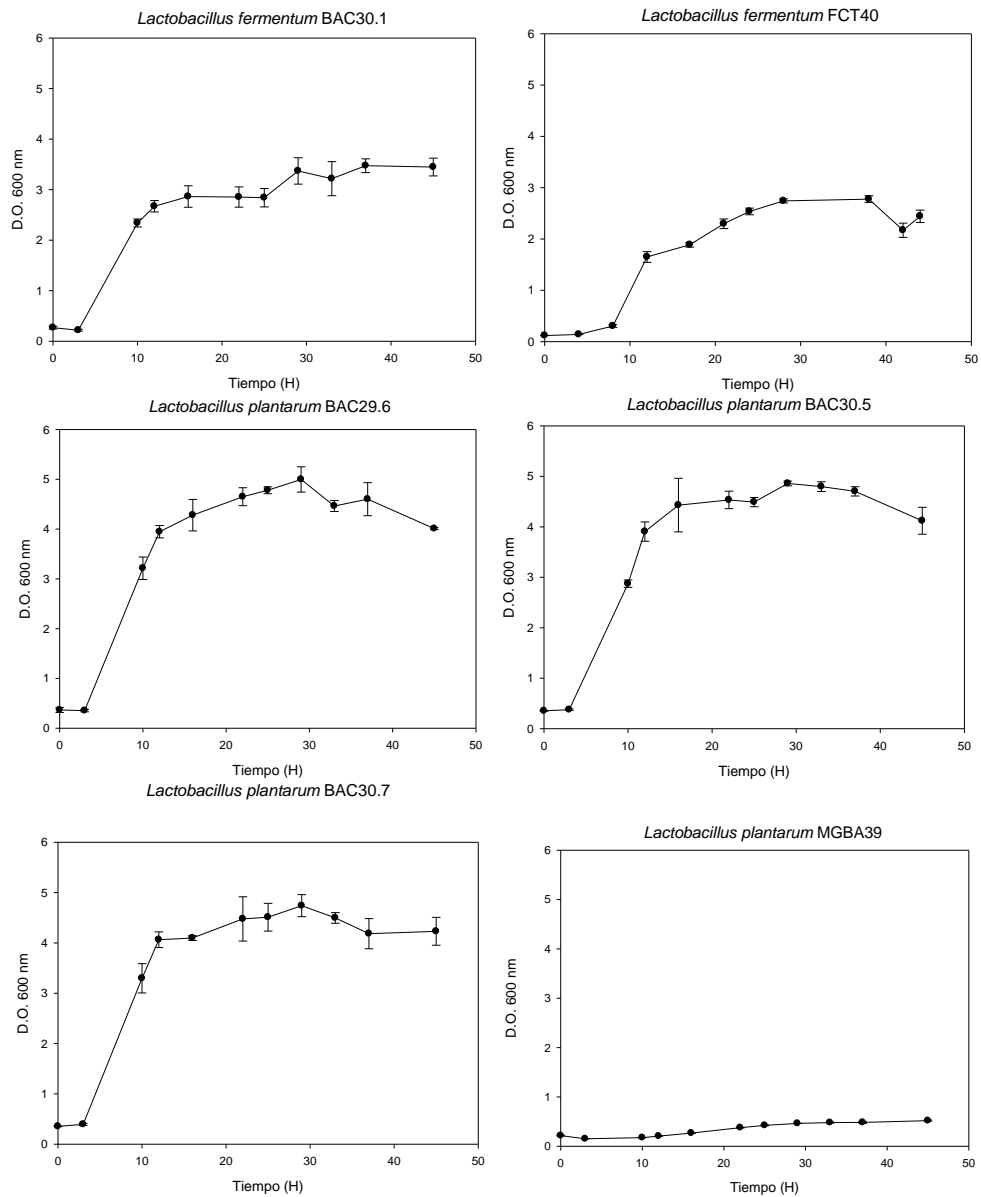 Lactobacillus fermentum BAC30.1
6
5
4
3
2
1
0
D.O. 600 nm
0 10 20 30 40 50
Tiempo (H)
Lactobacillus fermentum FCT40
6
5
4
3
2
1
0
D.O. 600 nm
0 10 20 30 40 50
Tiempo (H)
Lactobacillus plantarum BAC29.6
6
5
4
3
2
1
0
D.O. 600 nm
0 10 20 30 40 50
Tiempo (H)
Lactobacillus plantarum BAC30.5
6
5
4
3
2
1
0
D.O. 600 nm
0 10 20 30 40 50
Tiempo (H)
Lactobacillus plantarum BAC30.7
6
5
4
3
2
1
0
D.O. 600 nm
0 10 20 30 40 50
Tiempo (H)
Lactobacillus plantarum MGBA39
6
5
4
3
2
1
0
D.O. 600 nm
0 10 20 30 40 50
Tiempo (H)